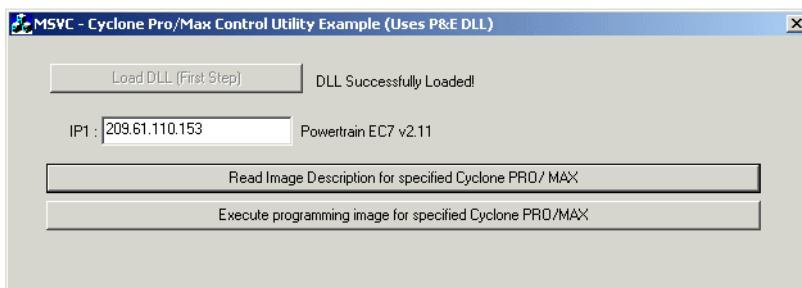 MSVC - Cyclone Pro/Max Control Utility Example (Uses P&E DLL)
Load DLL (First Step) DLL Successfully Loaded!
IP1 : 209.61.110.153 Powertrain EC7 v2.11
Read Image Description for specified Cyclone PRO/ MAX
Execute programming image for specified Cyclone PRO/MAX